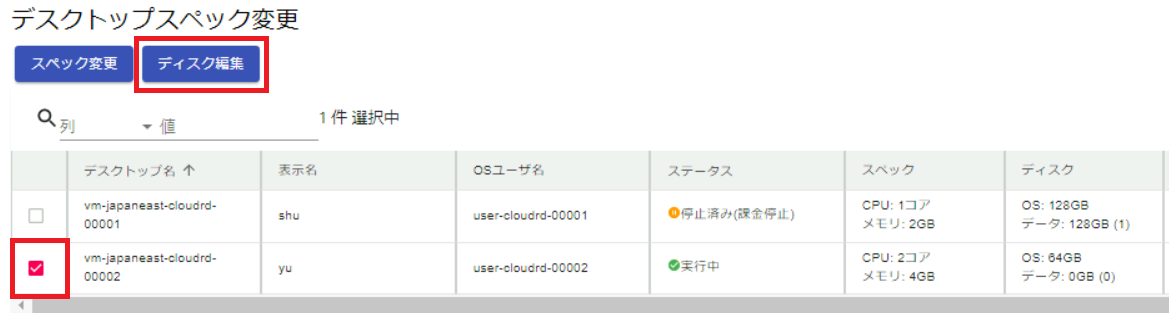 デスクトップスペック変更
スペック変更 ディスク編集
列 値 1 件 選択中
デスクトップ名 ↑ 表示名 OSユーザ名 ステータス スペック ディスク
vm-japaneast-cloudrd-00001 shu user-cloudrd-00001 停止済み(課金停止) CPU: 1コア メモリ: 2GB OS: 128GB データ: 128GB (1)
vm-japaneast-cloudrd-00002 yu user-cloudrd-00002 実行中 CPU: 2コア メモリ: 4GB OS: 64GB データ: 0GB (0)